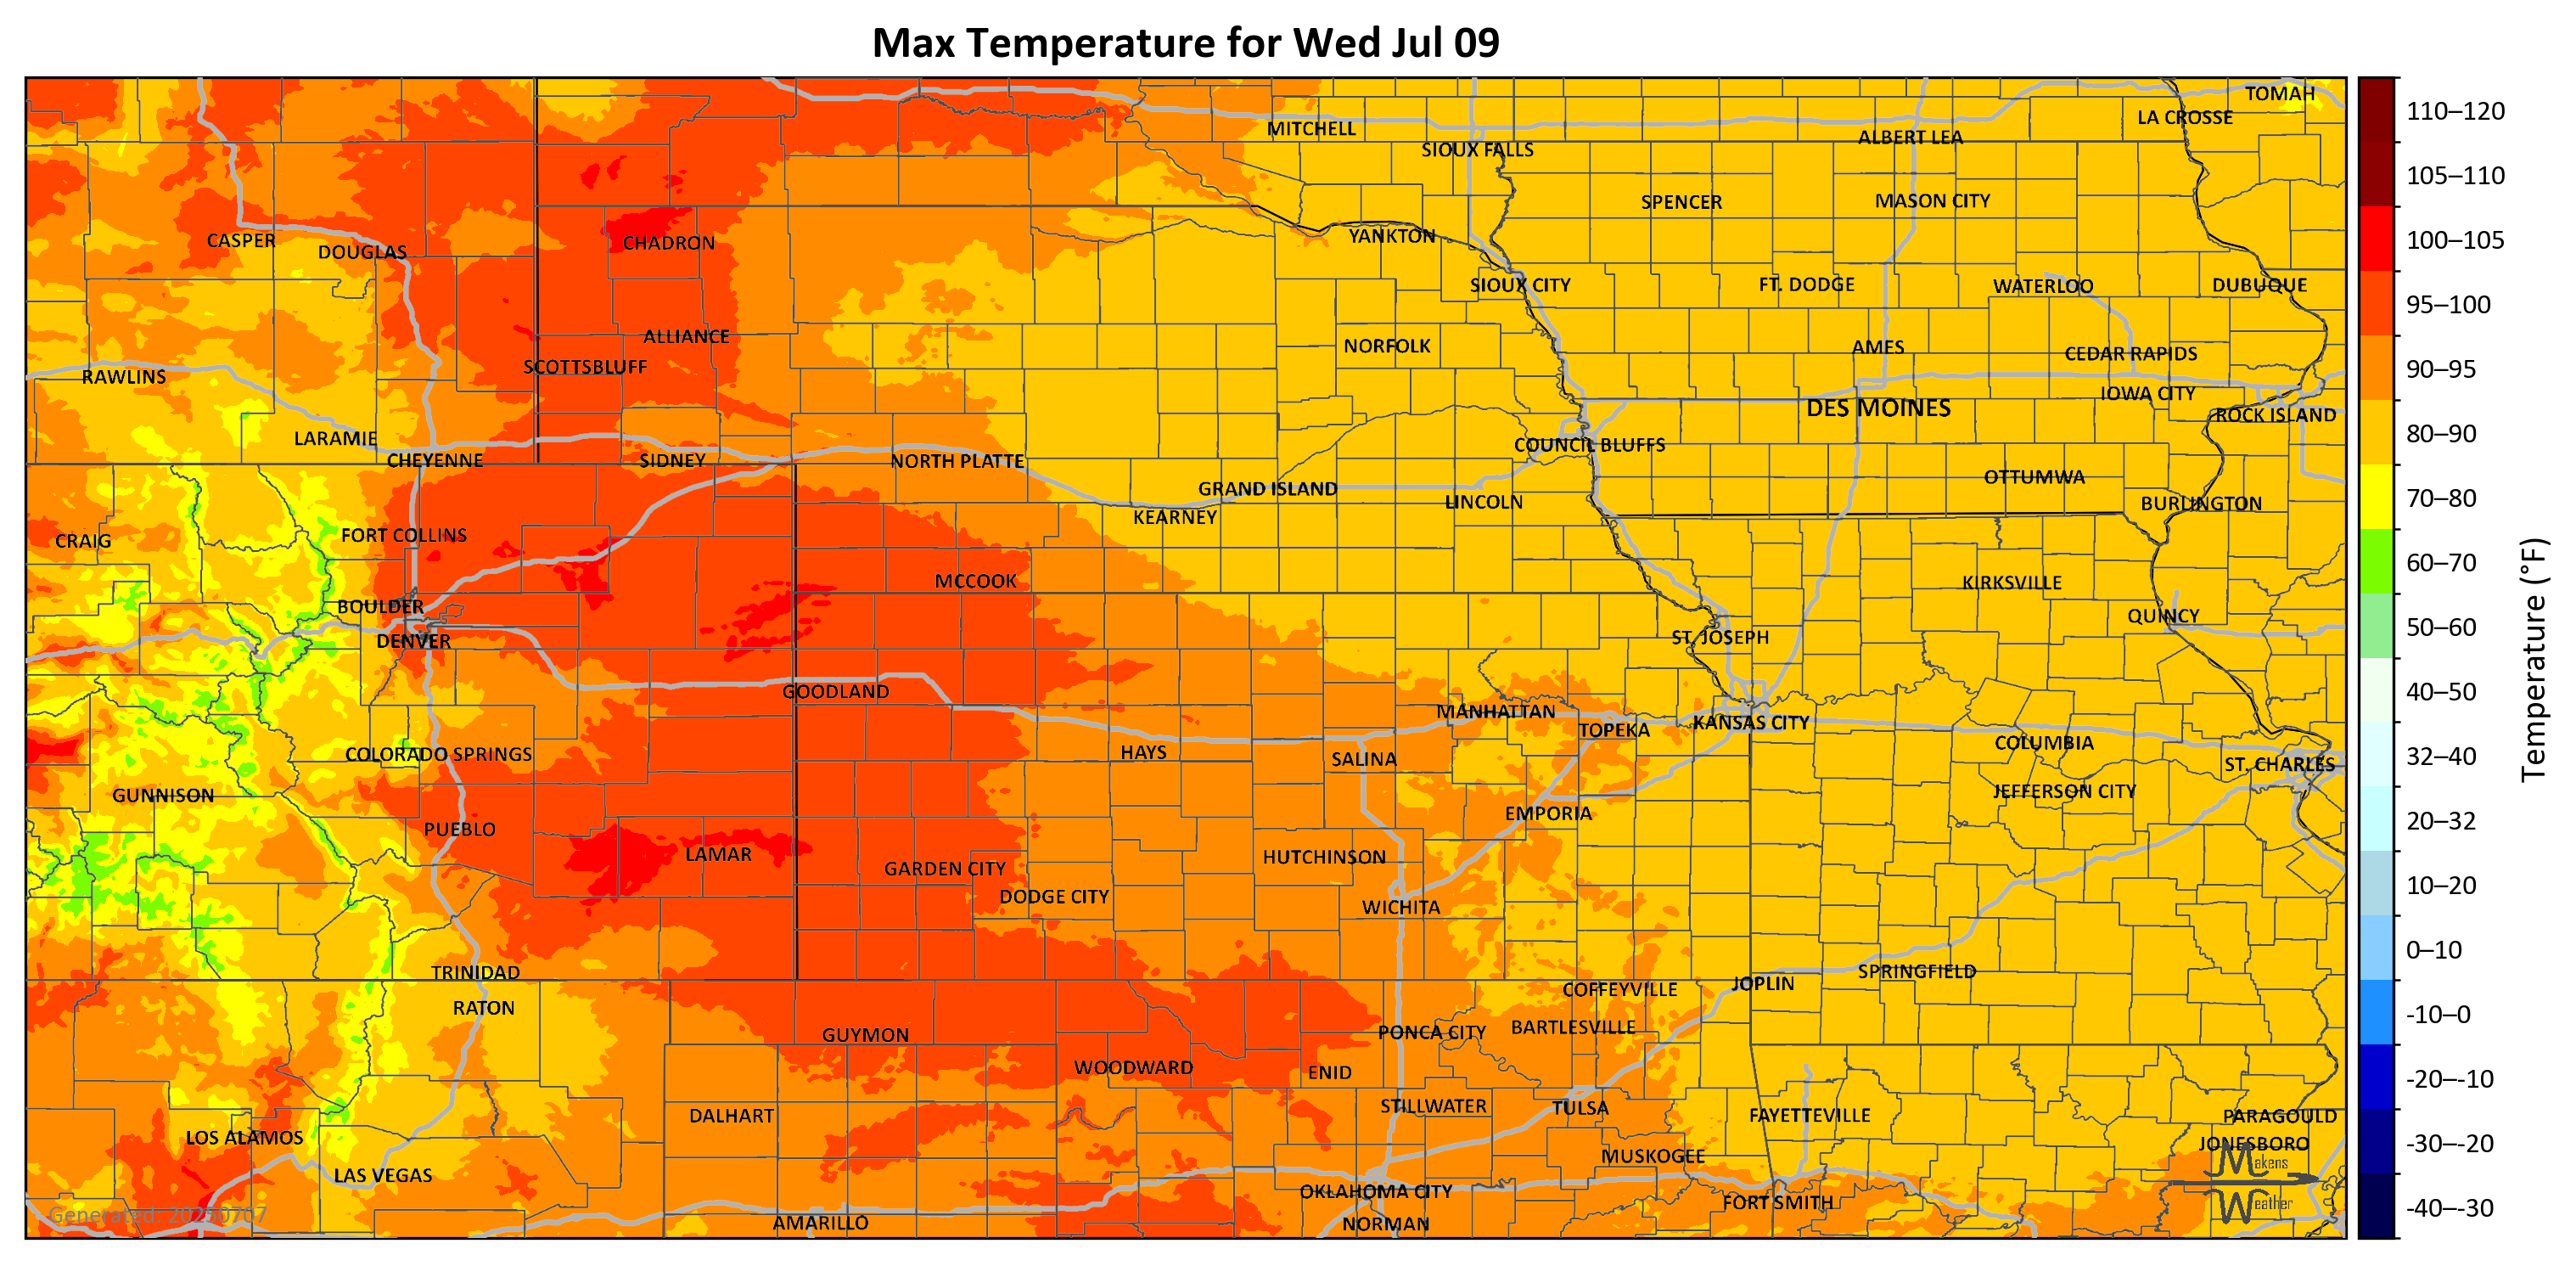 Max Temperature for Wed Jul 09
TOMAH
LA CROSSE
MITCHELL
ALBERT LEA
SIOUX FALLS
SPENCER
MASON CITY
CASPER
DOUGLAS
CHADRON
YANKTON
SIOUX CITY
FT. DODGE
WATERLOO
DUBUQUE
ALLIANCE
NORFOLK
AMES
CEDAR RAPIDS
SCOTTSBLUFF
RAWLINS
IOWA CITY
DES MOINES
ROCK ISLAND
LARAMIE
COUNCIL BLUFFS
CHEYENNE
SIDNEY
NORTH PLATTE
OTTUMWA
GRAND ISLAND
LINCOLN
BURLINGTON
KEARNEY
CRAIG
FORT COLLINS
MCCOOK
KIRKSVILLE
BOULDER
QUINCY
DENVER
ST. JOSEPH
GOODLAND
MANHATTAN
TOPEKA
KANSAS CITY
COLORADO SPRINGS
HAYS
SALINA
COLUMBIA
ST. CHARLES
GUNNISON
JEFFERSON CITY
PUEBLO
EMPORIA
LAMAR
GARDEN CITY
HUTCHINSON
DODGE CITY
WICHITA
TRINIDAD
SPRINGFIELD
JOPLIN
COFFEYVILLE
RATON
GUYMON
PONCA CITY
BARTLESVILLE
WOODWARD
ENID
DALHART
STILLWATER
TULSA
FAYETTEVILLE
PARAGOULD
LOS ALAMOS
JONESBORO
LAS VEGAS
MUSKOGEE
OKLAHOMA CITY
FORT SMITH
AMARILLO
NORMAN
Makens
Weather
Generated: 20250707
110–120
105–110
100–105
95–100
90–95
80–90
70–80
60–70
50–60
40–50
32–40
20–32
10–20
0–10
-10–0
-20–-10
-30–-20
-40–-30
Temperature (°F)